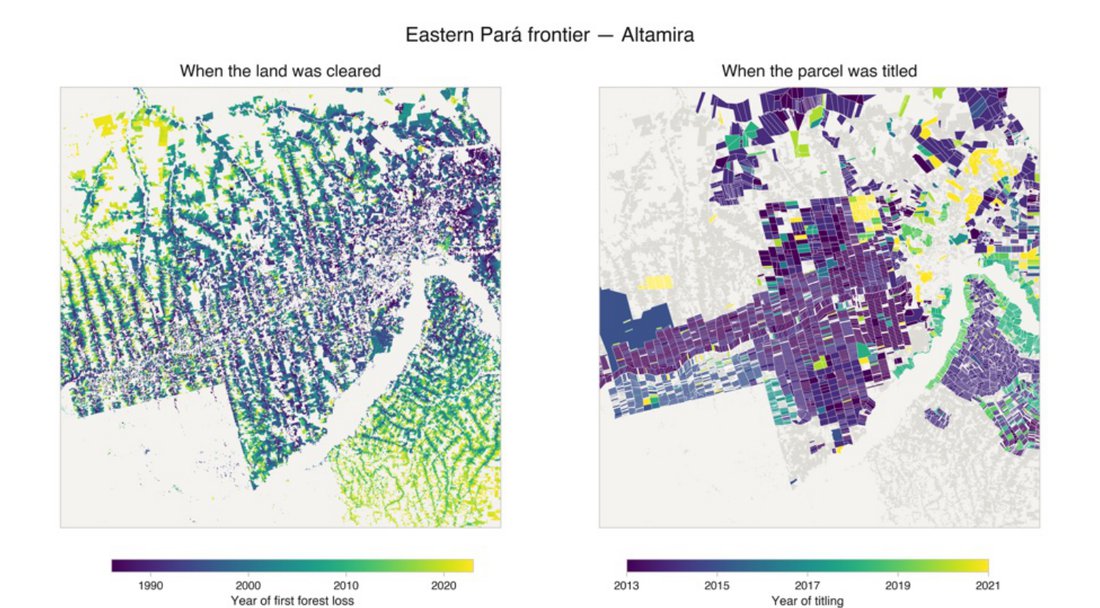 Eastern Pará frontier — Altamira
When the land was cleared
When the parcel was titled
1990 2000 2010 2020
Year of first forest loss
2013 2015 2017 2019 2021
Year of titling